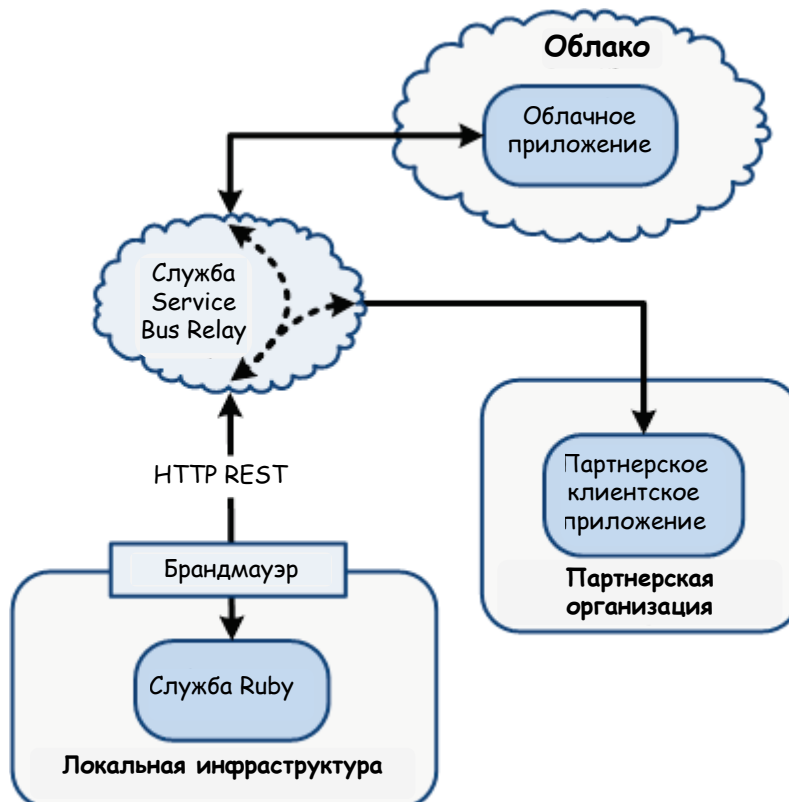 Облако
Облачное
приложение
Служба
Service
Bus Relay
HTTP REST
Партнерское
клиентское
приложение
Партнерская
организация
Брандмауэр
Служба Ruby
Локальная инфраструктура